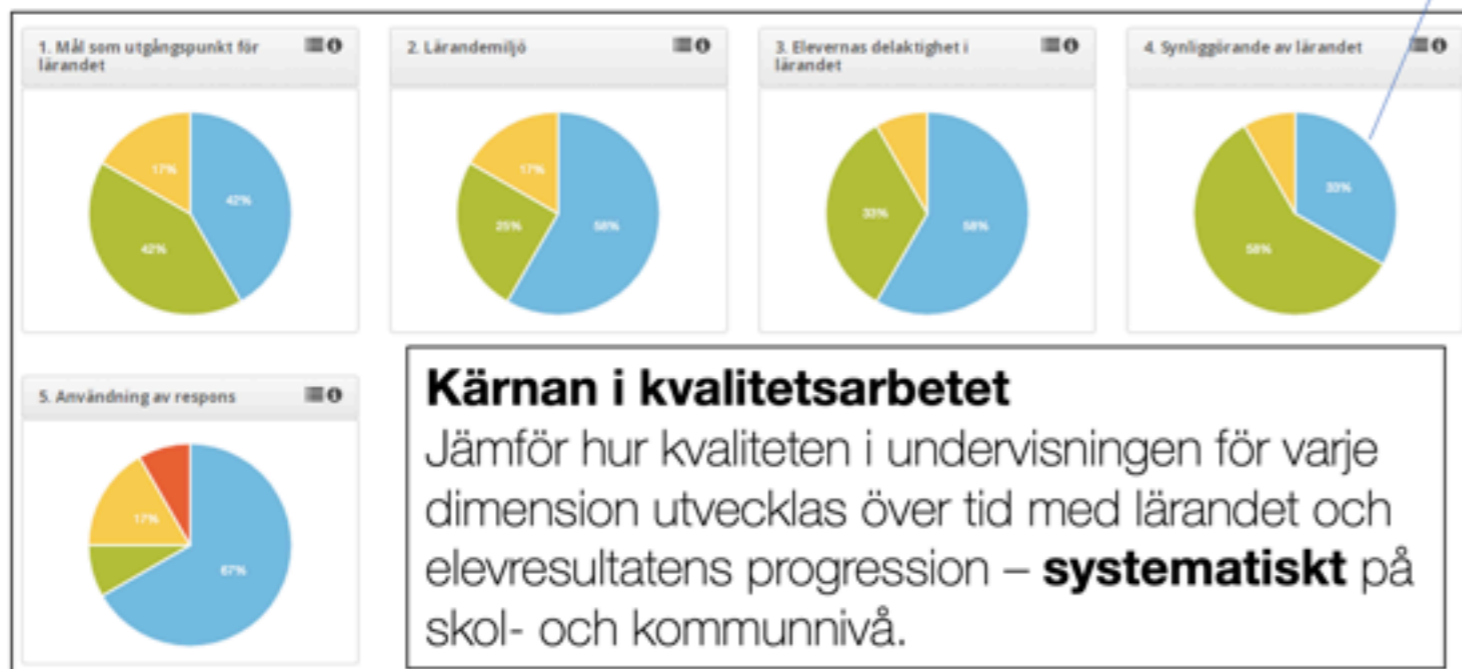 1. Mål som utgångspunkt för
lärandet
2. Lärandemiljö
3. Elevernas delaktighet i
lärandet
4. Synliggörande av lärandet
17%
42%
42%
17%
25%
58%
33%
58%
33%
58%
5. Användning av respons
17%
67%
Kärnan i kvalitetsarbetet
Jämför hur kvaliteten i undervisningen för varje
dimension utvecklas över tid med lärandet och
elevresultatens progression – systematiskt på
skol- och kommunnivå.